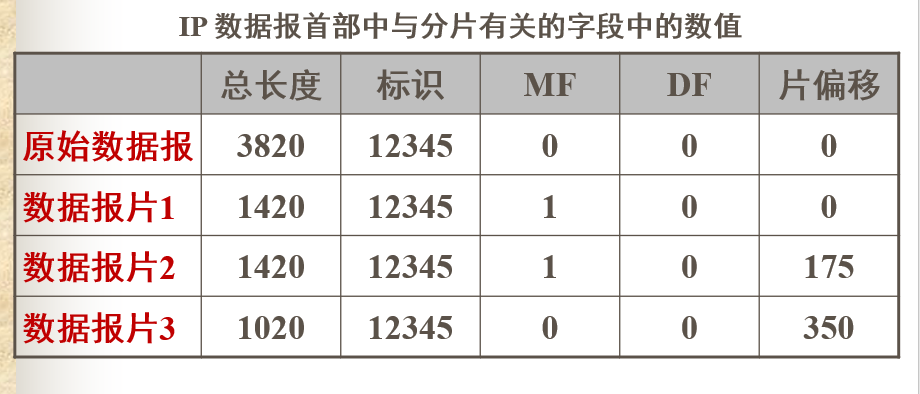 IP 数据报首部中与分片有关的字段中的数值
总长度 标识 MF DF 片偏移
原始数据报 3820 12345 0 0 0
数据报片1 1420 12345 1 0 0
数据报片2 1420 12345 1 0 175
数据报片3 1020 12345 0 0 350